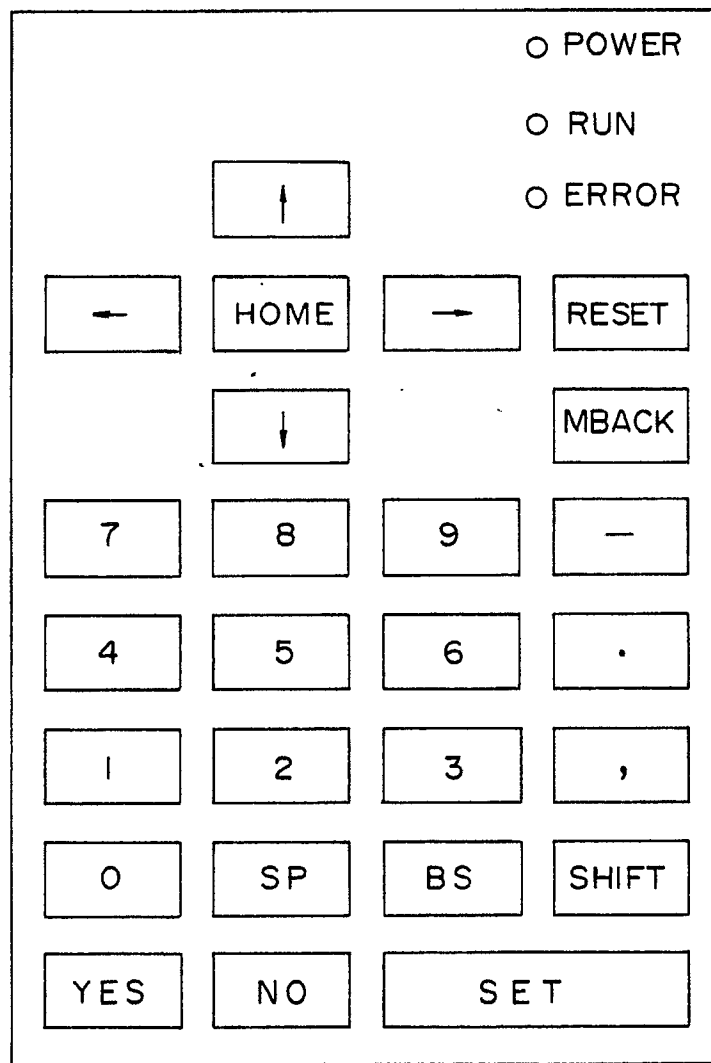 POWER
RUN
ERROR
↑
← HOME → RESET
↓ MBACK
7 8 9 —
4 5 6 .
1 2 3 ,
0 SP BS SHIFT
YES NO SET